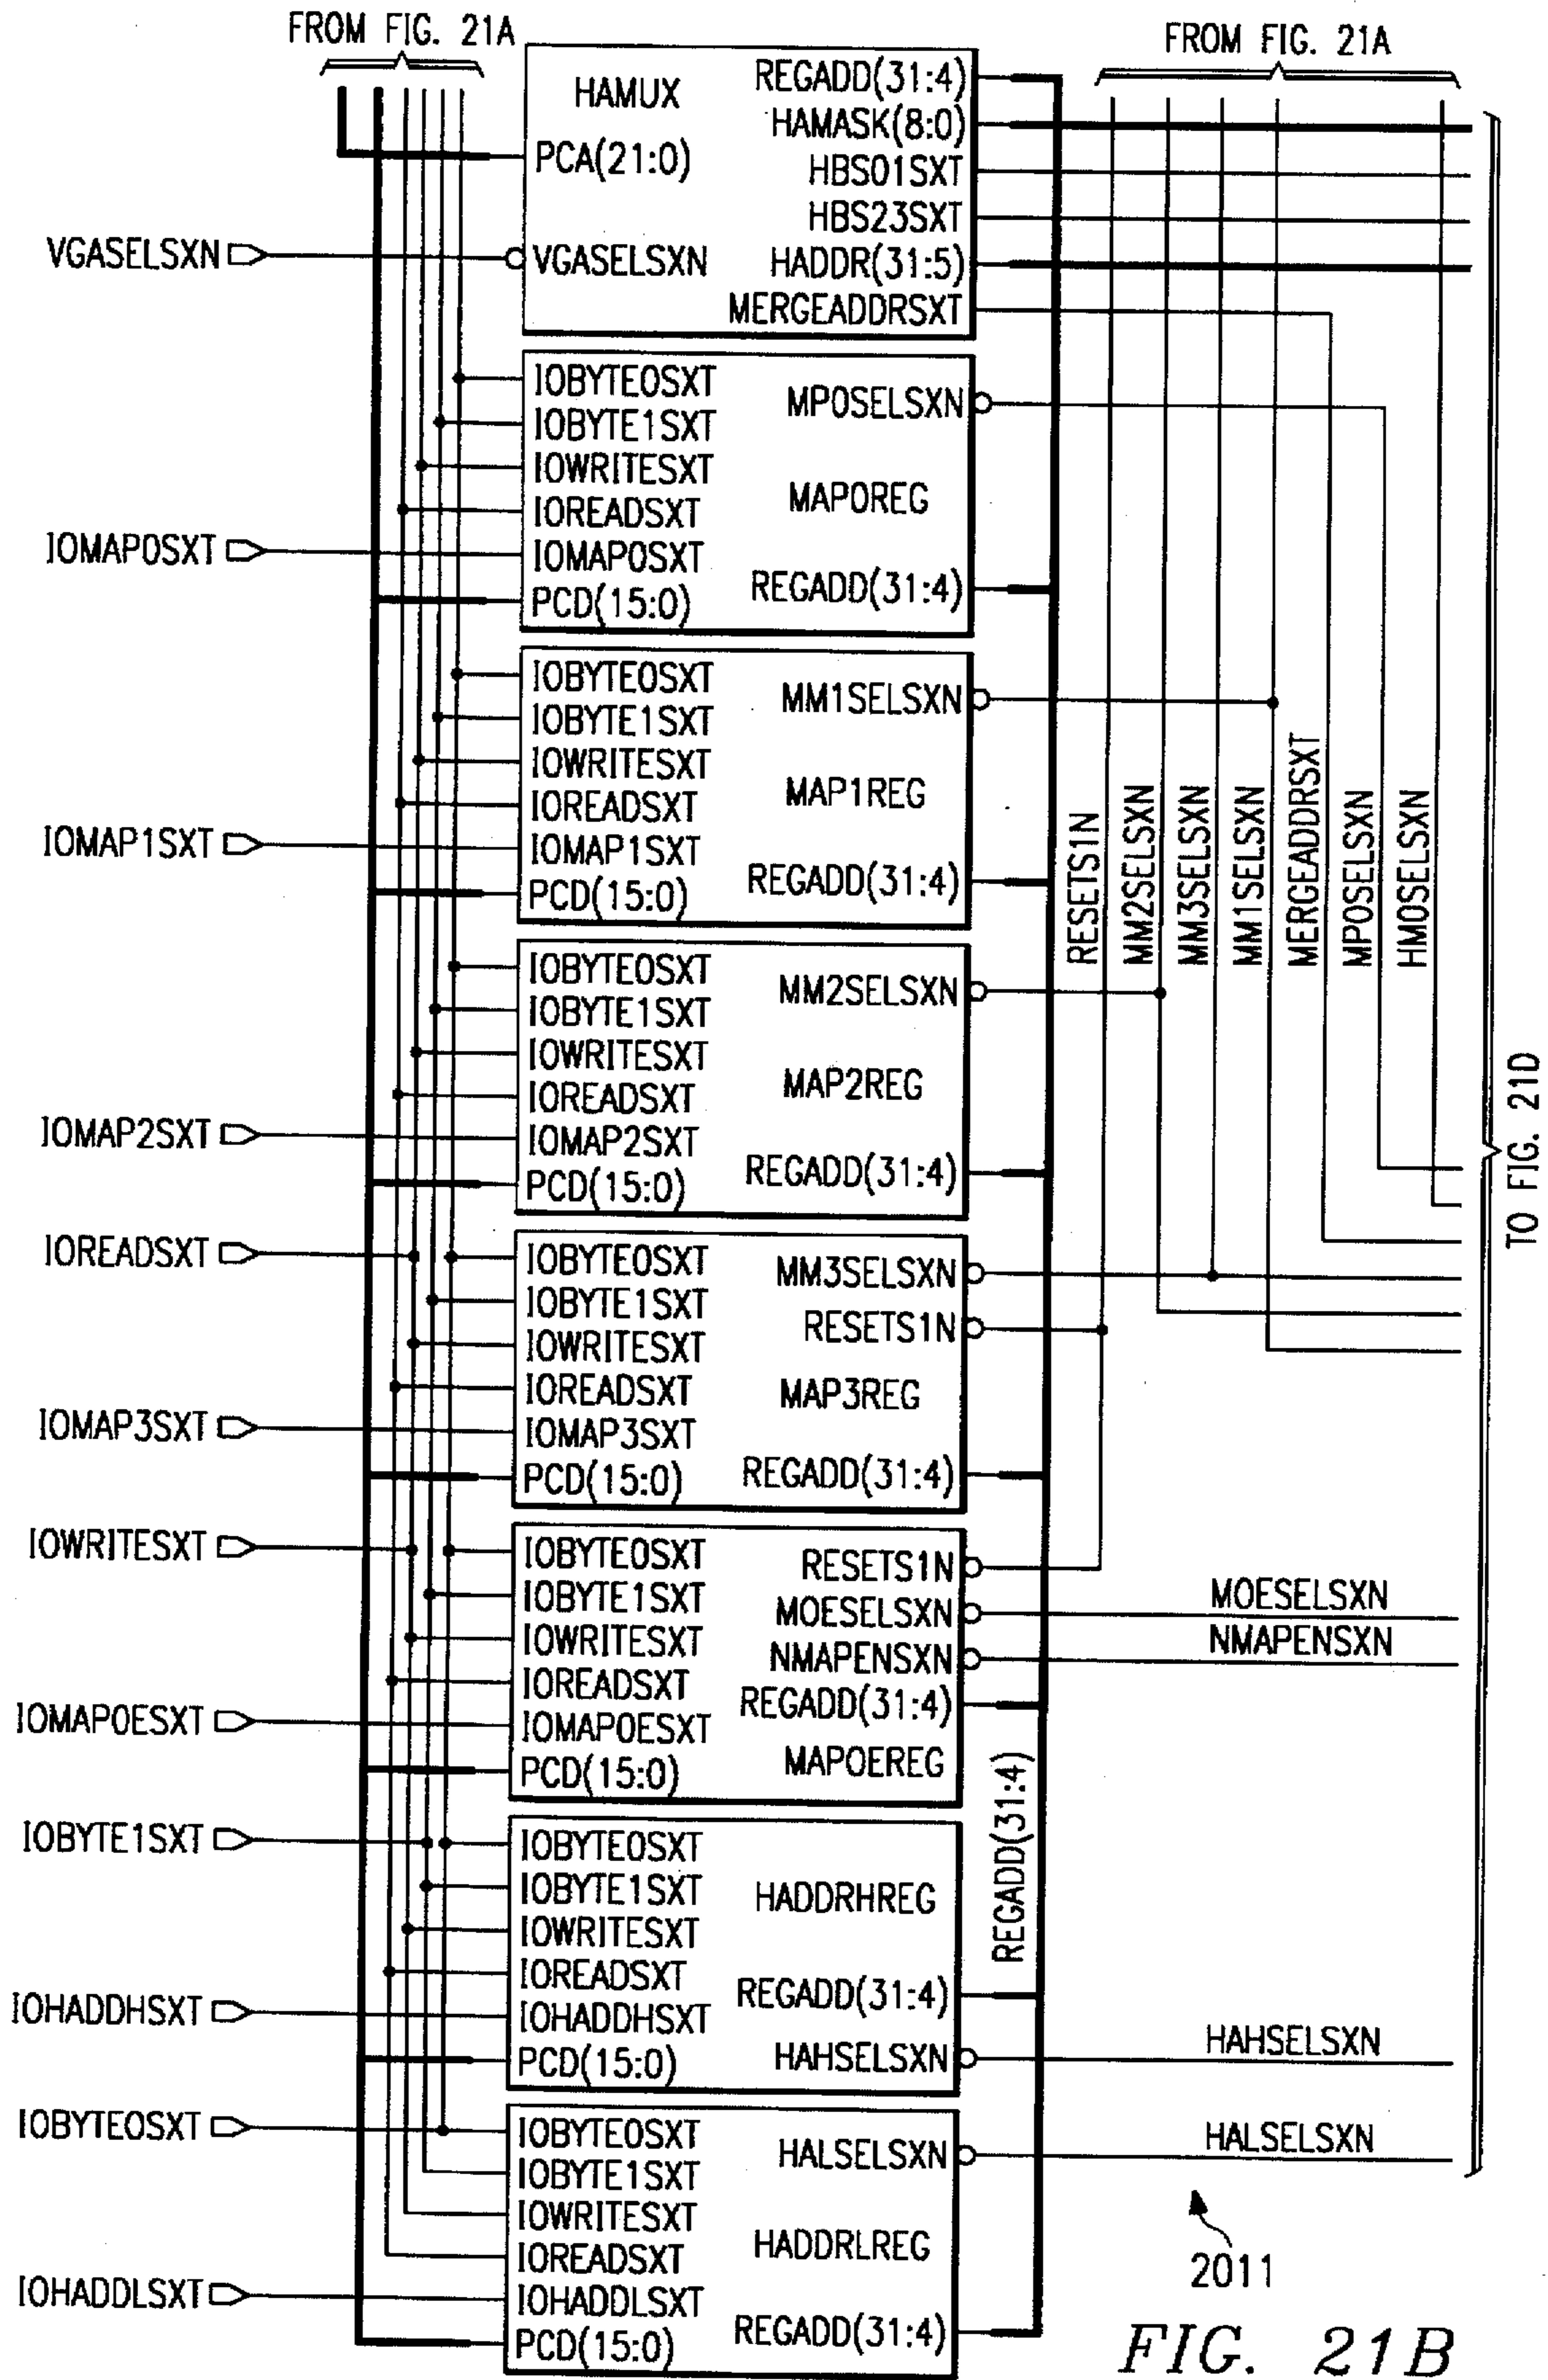 FROM FIG. 21A
FROM FIG. 21A
HAMUX
PCA(21:0)
VGASELSXN
REGADD(31:4)
HAMASK(8:0)
HBS01SXT
HBS23SXT
HADDR(31:5)
MERGEADDRSXT
VGASELSXN
IOBYTE0SXT
IOBYTE1SXT
IOWRITESXT
IOREADSXT
IOMAP0SXT
PCD(15:0)
MP0SELSXN
MAP0REG
REGADD(31:4)
IOMAP0SXT
IOBYTE0SXT
IOBYTE1SXT
IOWRITESXT
IOREADSXT
IOMAP1SXT
PCD(15:0)
MM1SELSXN
MAP1REG
REGADD(31:4)
IOMAP1SXT
RESETS1N
MM2SELSXN
MM3SELSXN
MM1SELSXN
MERGEADDRSXT
MP0SELSXN
HM0SELSXN
IOBYTE0SXT
IOBYTE1SXT
IOWRITESXT
IOREADSXT
IOMAP2SXT
PCD(15:0)
MM2SELSXN
MAP2REG
REGADD(31:4)
IOMAP2SXT
TO FIG. 21D
IOREADSXT
IOBYTE0SXT
IOBYTE1SXT
IOWRITESXT
IOREADSXT
IOMAP3SXT
PCD(15:0)
MM3SELSXN
RESETS1N
MAP3REG
REGADD(31:4)
IOMAP3SXT
IOWRITESXT
IOBYTE0SXT
IOBYTE1SXT
IOWRITESXT
IOREADSXT
IOMAP0ESXT
PCD(15:0)
RESETS1N
MOESELSXN
NMAPENSXN
REGADD(31:4)
MAPOEREG
MOESELSXN
NMAPENSXN
IOMAP0ESXT
REGADD(31:4)
IOBYTE1SXT
IOBYTE0SXT
IOBYTE1SXT
IOWRITESXT
IOREADSXT
IOHADDHSXT
PCD(15:0)
HADDRHREG
REGADD(31:4)
HAHSELSXN
HAHSELSXN
IOHADDHSXT
IOBYTE0SXT
IOBYTE0SXT
IOBYTE1SXT
IOWRITESXT
IOREADSXT
IOHADDLSXT
PCD(15:0)
HALSELSXN
HADDRLREG
REGADD(31:4)
HALSELSXN
IOHADDLSXT
2011
FIG. 21B